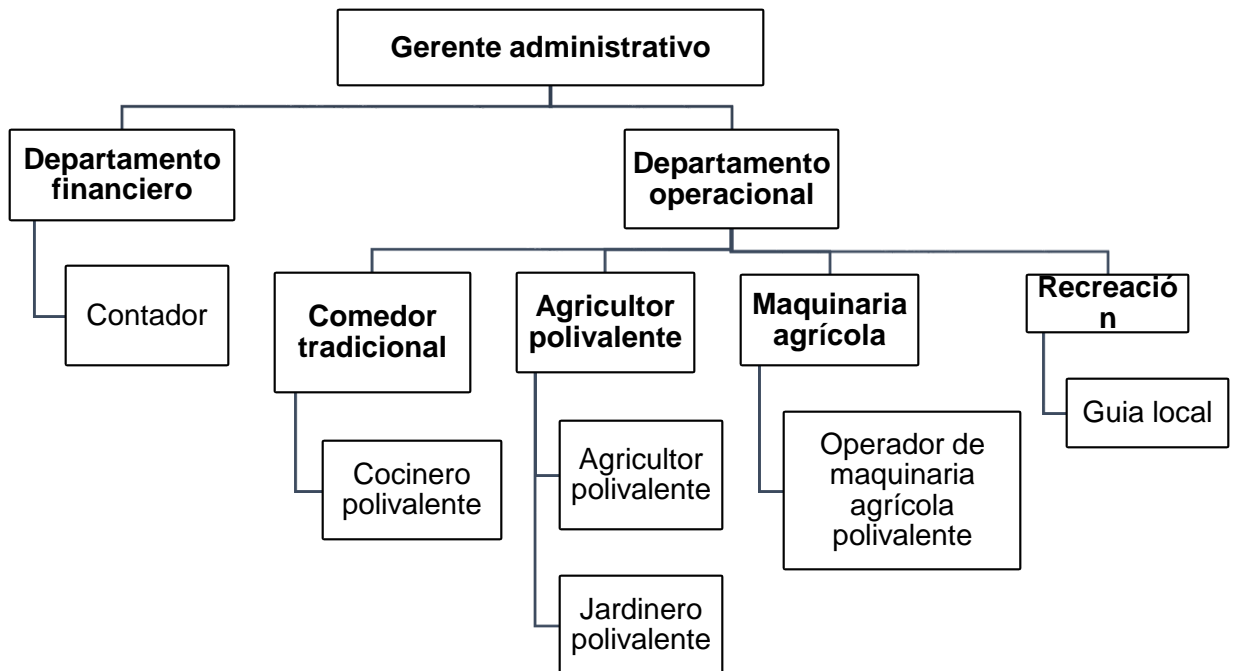 Gerente administrativo
Departamento
financiero
Departamento
operacional
Contador
Comedor
tradicional
Agricultor
polivalente
Maquinaria
agrícola
Recreació
n
Cocinero
polivalente
Agricultor
polivalente
Jardinero
polivalente
Operador de
maquinaria
agrícola
polivalente
Guia local